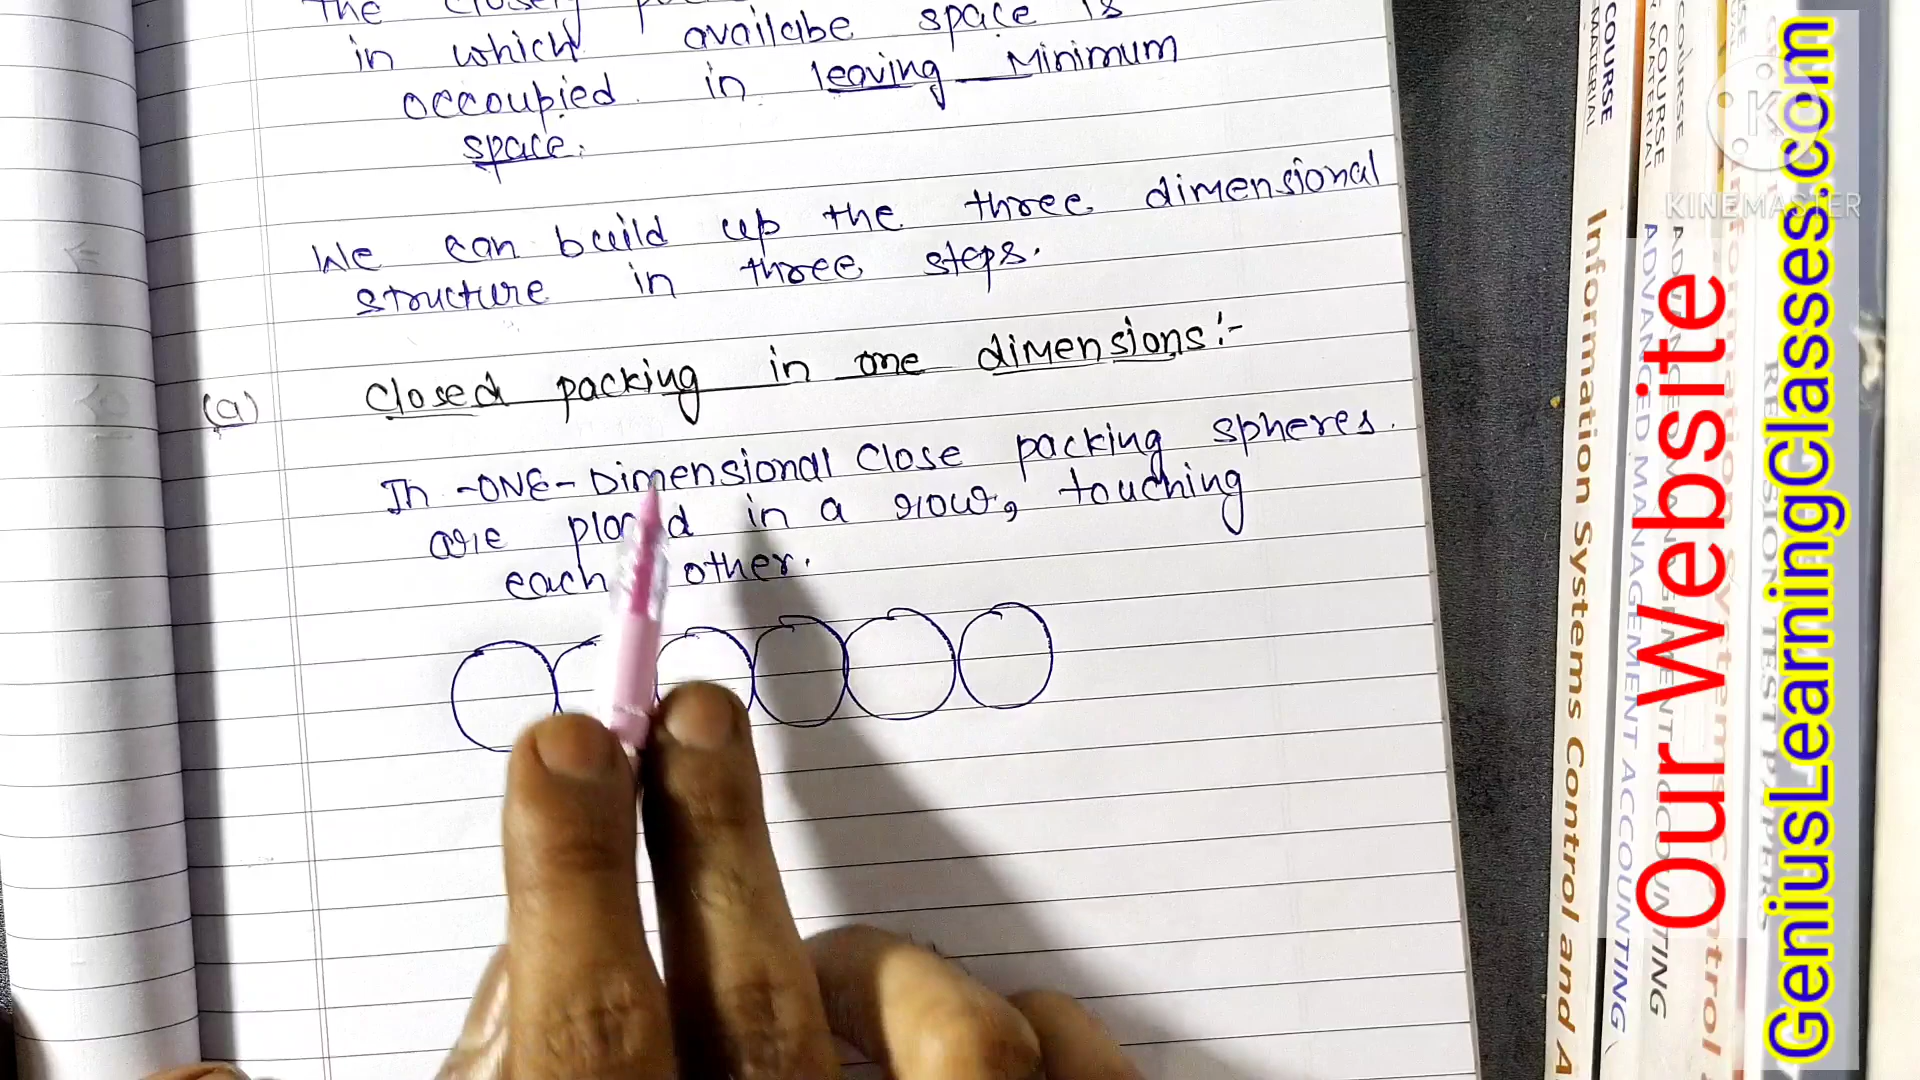 The
in which availabe space is
occoupied in leaving Minimum
space.
We can build up the three dimensional
structure in three steps.
(a) Closed packing in one dimensions:-
In -ONE- Dimensional Close packing spheres.
are placed in a row, touching
each other.
COURSE
MATERIAL
Information Systems Control and A
ADVANCED MANAGEMENT ACCOUNTING
KINEMASTER
Our Website
GeniusLearningClasses.com